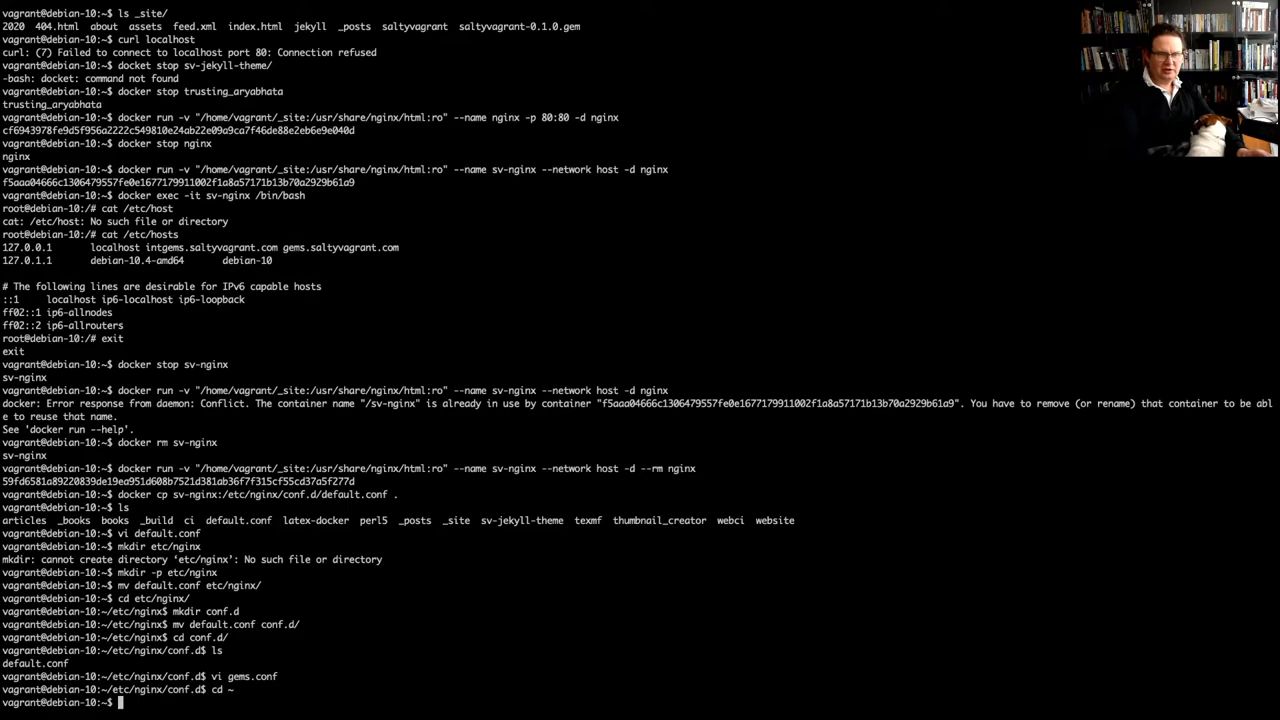 vagrant@debian-10:~$ ls _site/
2020  404.html  about  assets  feed.xml  index.html  jekyll  _posts  saltyvagrant  saltyvagrant-0.1.0.gem
vagrant@debian-10:~$ curl localhost
curl: (7) Failed to connect to localhost port 80: Connection refused
vagrant@debian-10:~$ docket stop sv-jekyll-theme/
-bash: docket: command not found
vagrant@debian-10:~$ docker stop trusting_aryabhata
trusting_aryabhata
vagrant@debian-10:~$ docker run -v "/home/vagrant/_site:/usr/share/nginx/html:ro" --name nginx -p 80:80 -d nginx
cf6943978fe9d5f956a2222c549810e24ab22e09a9ca7f46de88e2eb6e9e040d
vagrant@debian-10:~$ docker stop nginx
nginx
vagrant@debian-10:~$ docker run -v "/home/vagrant/_site:/usr/share/nginx/html:ro" --name sv-nginx --network host -d nginx
f5aaa04666c1306479557fe0e1677179911002f1a8a57171b13b70a2929b61a9
vagrant@debian-10:~$ docker exec -it sv-nginx /bin/bash
root@debian-10:/# cat /etc/host
cat: /etc/host: No such file or directory
root@debian-10:/# cat /etc/hosts
127.0.0.1       localhost intgems.saltyvagrant.com gems.saltyvagrant.com
127.0.1.1       debian-10.4-amd64       debian-10
# The following lines are desirable for IPv6 capable hosts
::1     localhost ip6-localhost ip6-loopback
ff02::1 ip6-allnodes
ff02::2 ip6-allrouters
root@debian-10:/# exit
exit
vagrant@debian-10:~$ docker stop sv-nginx
sv-nginx
vagrant@debian-10:~$ docker run -v "/home/vagrant/_site:/usr/share/nginx/html:ro" --name sv-nginx --network host -d nginx
docker: Error response from daemon: Conflict. The container name "/sv-nginx" is already in use by container "f5aaa04666c1306479557fe0e1677179911002f1a8a57171b13b70a2929b61a9". You have to remove (or rename) that container to be abl
e to reuse that name.
See 'docker run --help'.
vagrant@debian-10:~$ docker rm sv-nginx
sv-nginx
vagrant@debian-10:~$ docker run -v "/home/vagrant/_site:/usr/share/nginx/html:ro" --name sv-nginx --network host -d --rm nginx
59fd6581a89220839de19ea951d608b7521d381ab36f7f315cf55cd37a5f277d
vagrant@debian-10:~$ docker cp sv-nginx:/etc/nginx/conf.d/default.conf .
vagrant@debian-10:~$ ls
articles  _books  books  _build  ci  default.conf  latex-docker  perl5  _posts  _site  sv-jekyll-theme  texmf  thumbnail_creator  webci  website
vagrant@debian-10:~$ vi default.conf
vagrant@debian-10:~$ mkdir etc/nginx
mkdir: cannot create directory ‘etc/nginx’: No such file or directory
vagrant@debian-10:~$ mkdir -p etc/nginx
vagrant@debian-10:~$ mv default.conf etc/nginx/
vagrant@debian-10:~$ cd etc/nginx/
vagrant@debian-10:~/etc/nginx$ mkdir conf.d
vagrant@debian-10:~/etc/nginx$ mv default.conf conf.d/
vagrant@debian-10:~/etc/nginx$ cd conf.d/
vagrant@debian-10:~/etc/nginx/conf.d$ ls
default.conf
vagrant@debian-10:~/etc/nginx/conf.d$ vi gems.conf
vagrant@debian-10:~/etc/nginx/conf.d$ cd ~
vagrant@debian-10:~$